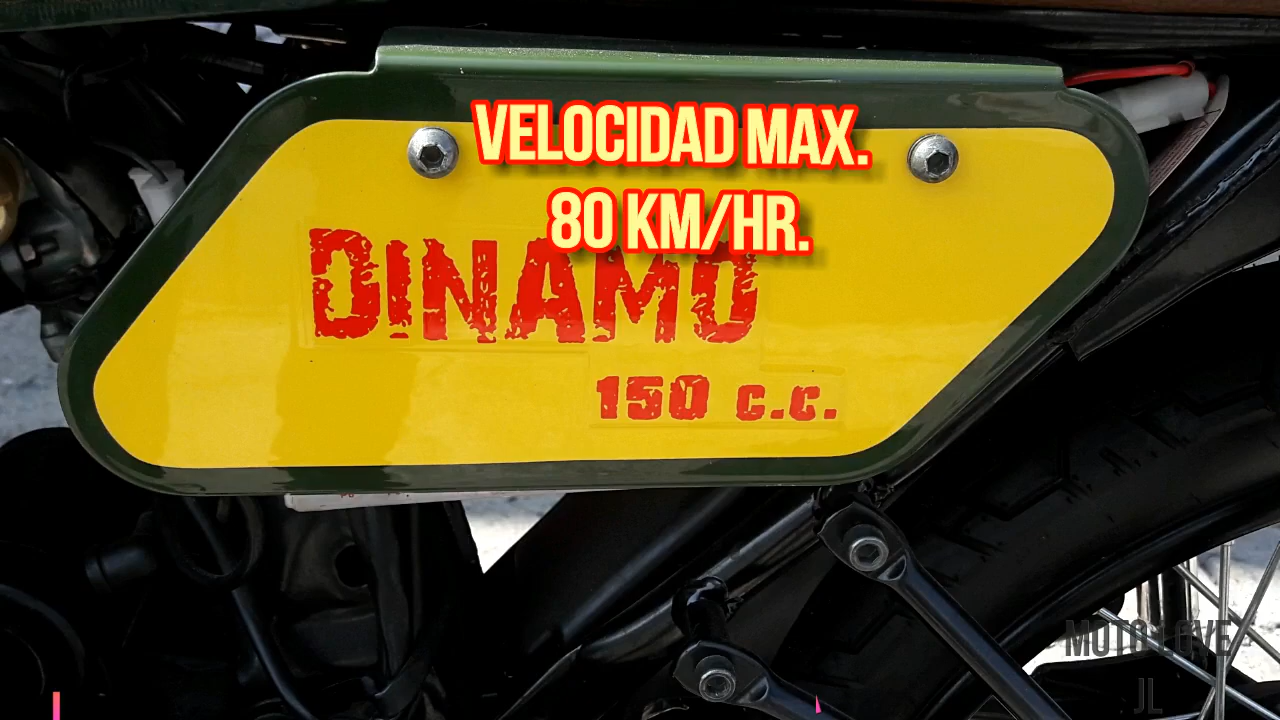 VELOCIDAD MAX.
80 KM/HR.
DINAMO
150 c.c.
MOTO LOVE
JL